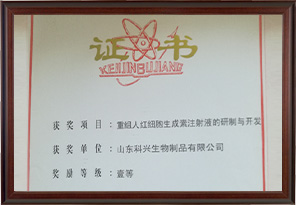 证书
KEIJINBUJIANG
获奖项目：重组人红细胞生成素注射液的研制与开发
获奖单位：山东科兴生物制品有限公司
奖励等级：壹等